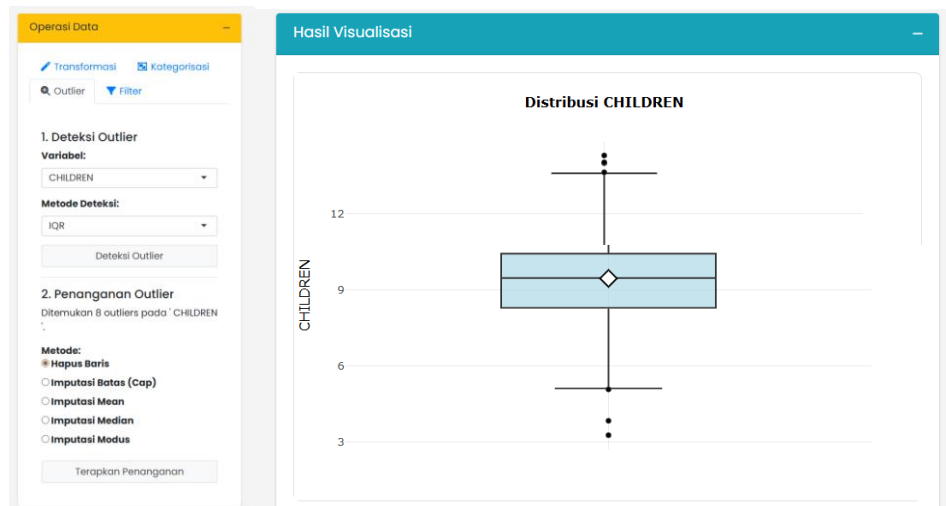 Operasi Data
Transformasi
Kategorisasi
Outlier
Filter
1. Deteksi Outlier
Variabel:
CHILDREN
Metode Deteksi:
IQR
Deteksi Outlier
2. Penanganan Outlier
Ditemukan 8 outliers pada ' CHILDREN
'.
Metode:
Hapus Baris
Imputasi Batas (Cap)
Imputasi Mean
Imputasi Median
Imputasi Modus
Terapkan Penanganan
Hasil Visualisasi
Distribusi CHILDREN
CHILDREN
12
9
6
3